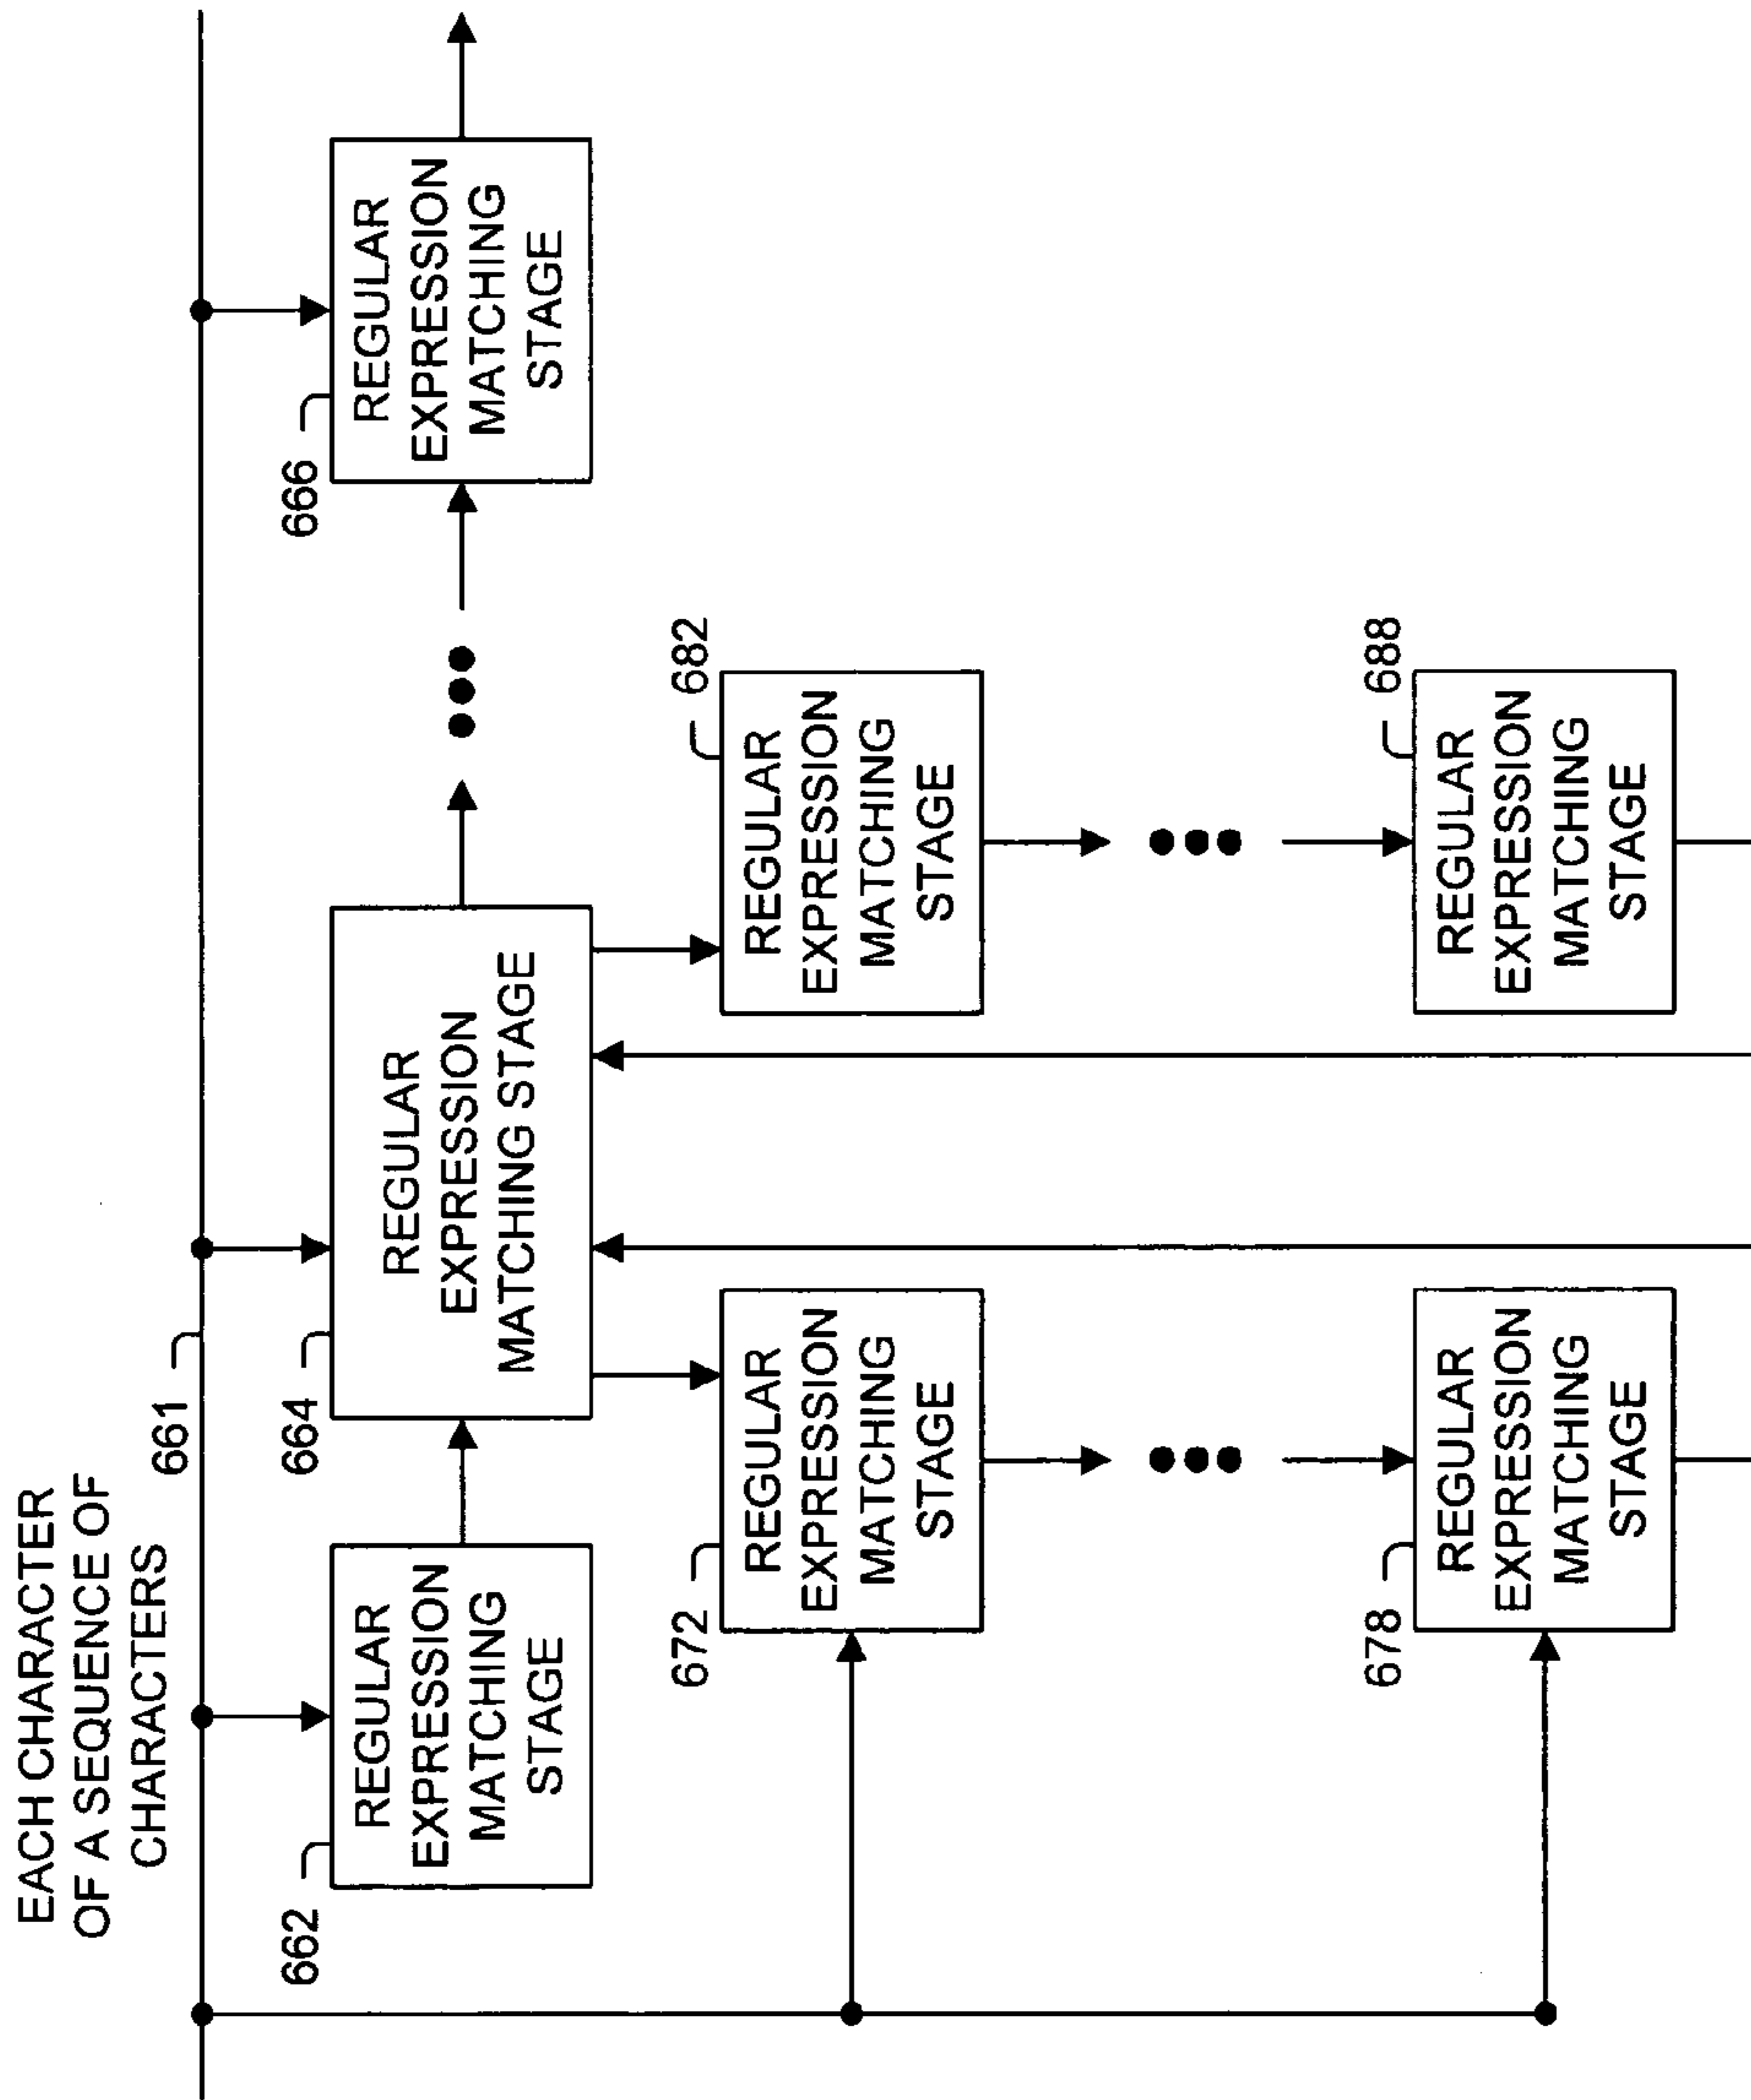 EACH CHARACTER
OF A SEQUENCE OF
CHARACTERS
661
662
REGULAR
EXPRESSION
MATCHING
STAGE
664
REGULAR
EXPRESSION
MATCHING STAGE
666
REGULAR
EXPRESSION
MATCHING
STAGE
672
REGULAR
EXPRESSION
MATCHING
STAGE
682
REGULAR
EXPRESSION
MATCHING
STAGE
678
REGULAR
EXPRESSION
MATCHING
STAGE
688
REGULAR
EXPRESSION
MATCHING
STAGE